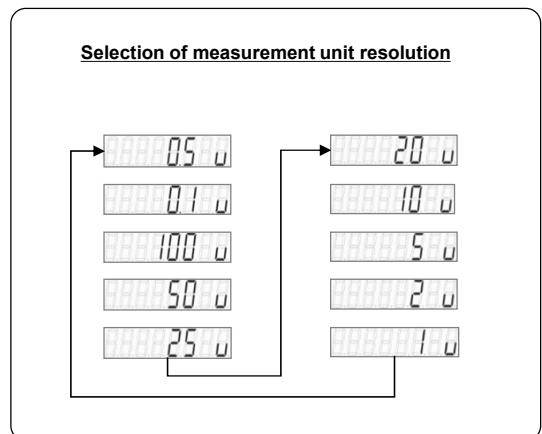 Selection of measurement unit resolution
0.5 u
0.1 u
100 u
50 u
25 u
20 u
10 u
5 u
2 u
1 u